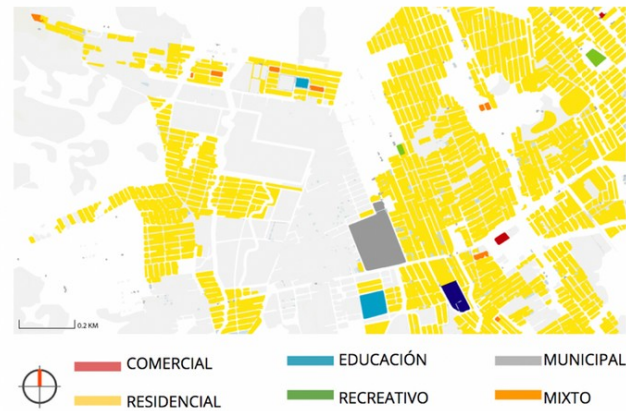 0.2 KM
COMERCIAL
EDUCACIÓN
MUNICIPAL
RESIDENCIAL
RECREATIVO
MIXTO